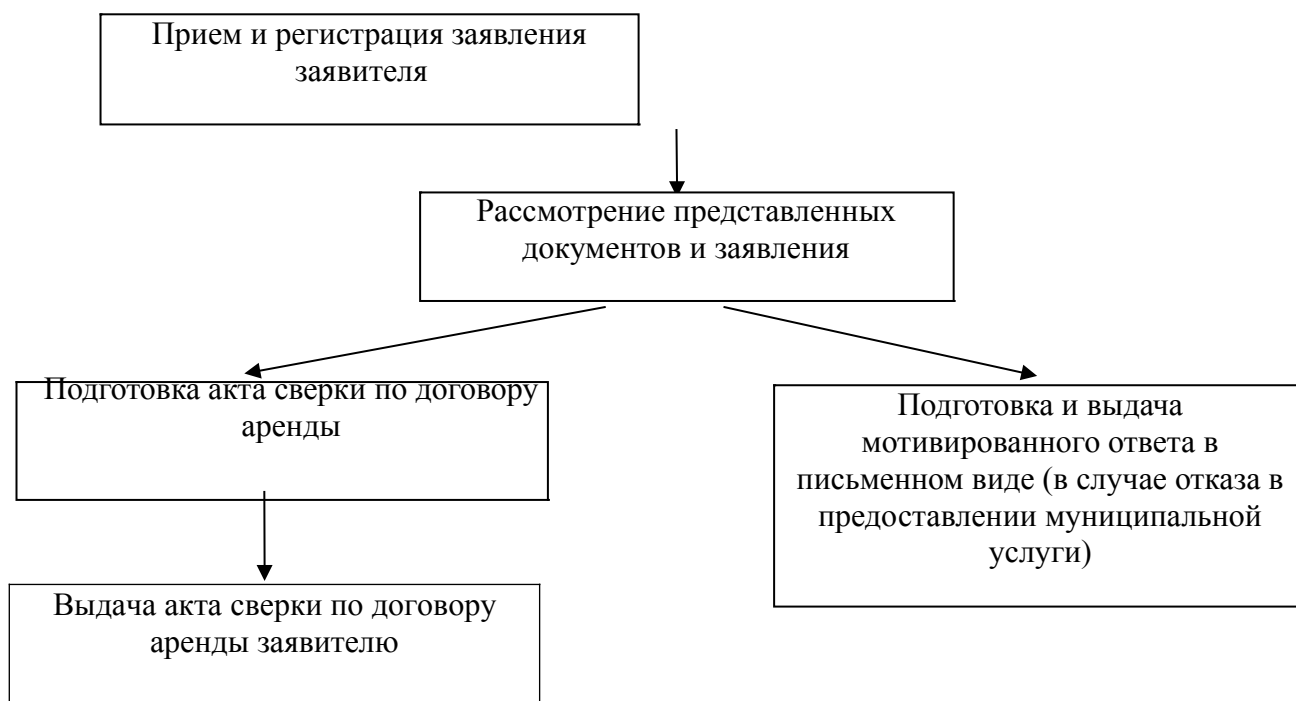 Прием и регистрация заявления
заявителя
Рассмотрение представленных
документов и заявления
Подготовка акта сверки по договору
аренды
Подготовка и выдача
мотивированного ответа в
письменном виде (в случае отказа в
предоставлении муниципальной
услуги)
Выдача акта сверки по договору
аренды заявителю